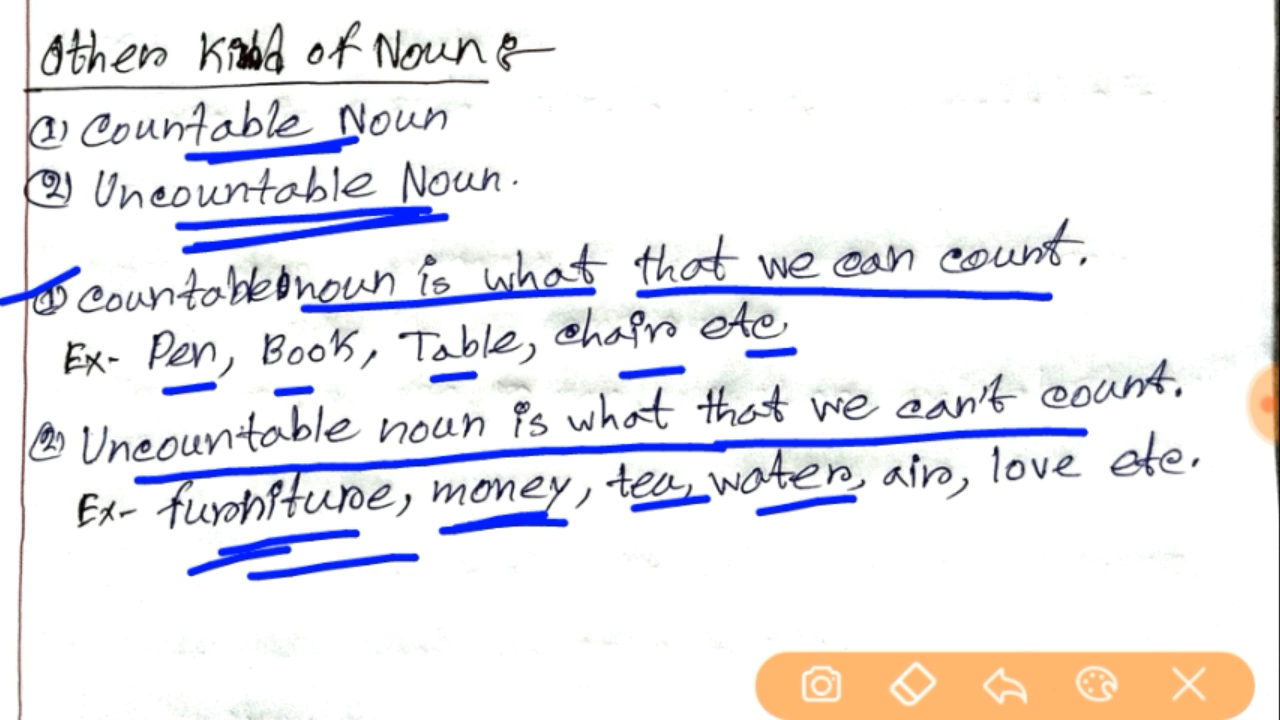 Others Kind of Noun :-
(1) Countable Noun
(2) Uncountable Noun.
(1) Countable noun is what that we can count.
Ex- Pen, Book, Table, chair etc
(2) Uncountable noun is what that we can't count.
Ex- furniture, money, tea, water, air, love etc.